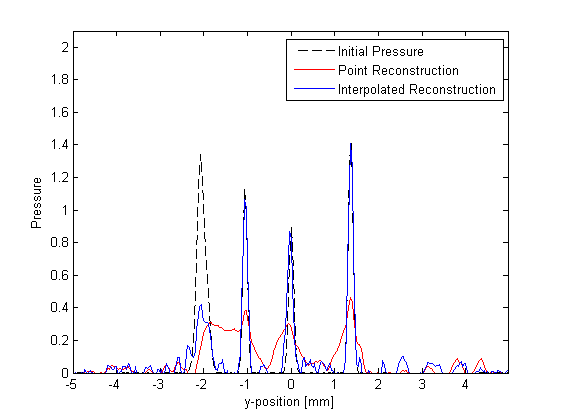 Initial Pressure
Point Reconstruction
Interpolated Reconstruction
2
1.8
1.6
1.4
1.2
1
0.8
0.6
0.4
0.2
0
Pressure
-5 -4 -3 -2 -1 0 1 2 3 4
y-position [mm]